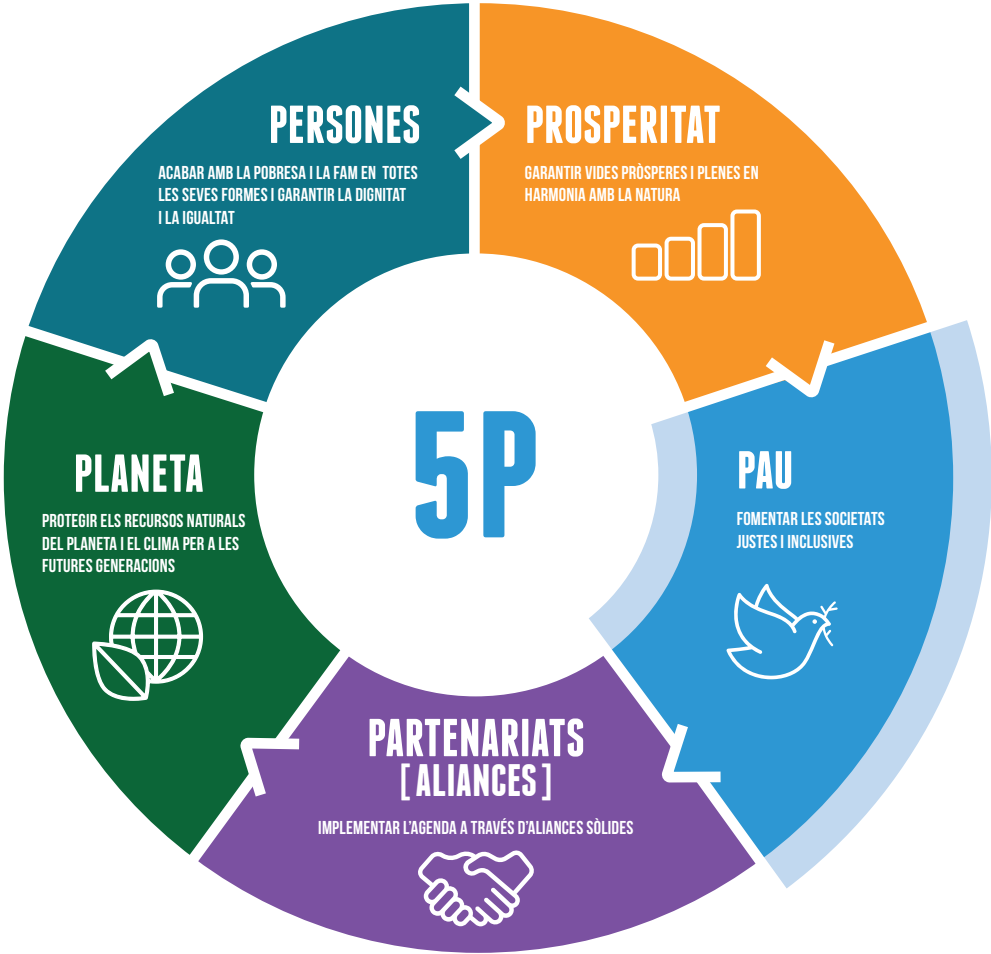 PERSONES
ACABAR AMB LA POBRESA I LA FAM EN TOTES
LES SEVES FORMES I GARANTIR LA DIGNITAT
I LA IGUALTAT
PROSPERITAT
GARANTIR VIDES PRÒSPERES I PLENES EN
HARMONIA AMB LA NATURA
5P
PAU
FOMENTAR LES SOCIETATS
JUSTES I INCLUSIVES
PARTENARIATS
[ALIANCES]
IMPLEMENTAR L'AGENDA A TRAVÉS D'ALIANCES SÒLIDES
PLANETA
PROTEGIR ELS RECURSOS NATURALS
DEL PLANETA I EL CLIMA PER A LES
FUTURES GENERACIONS